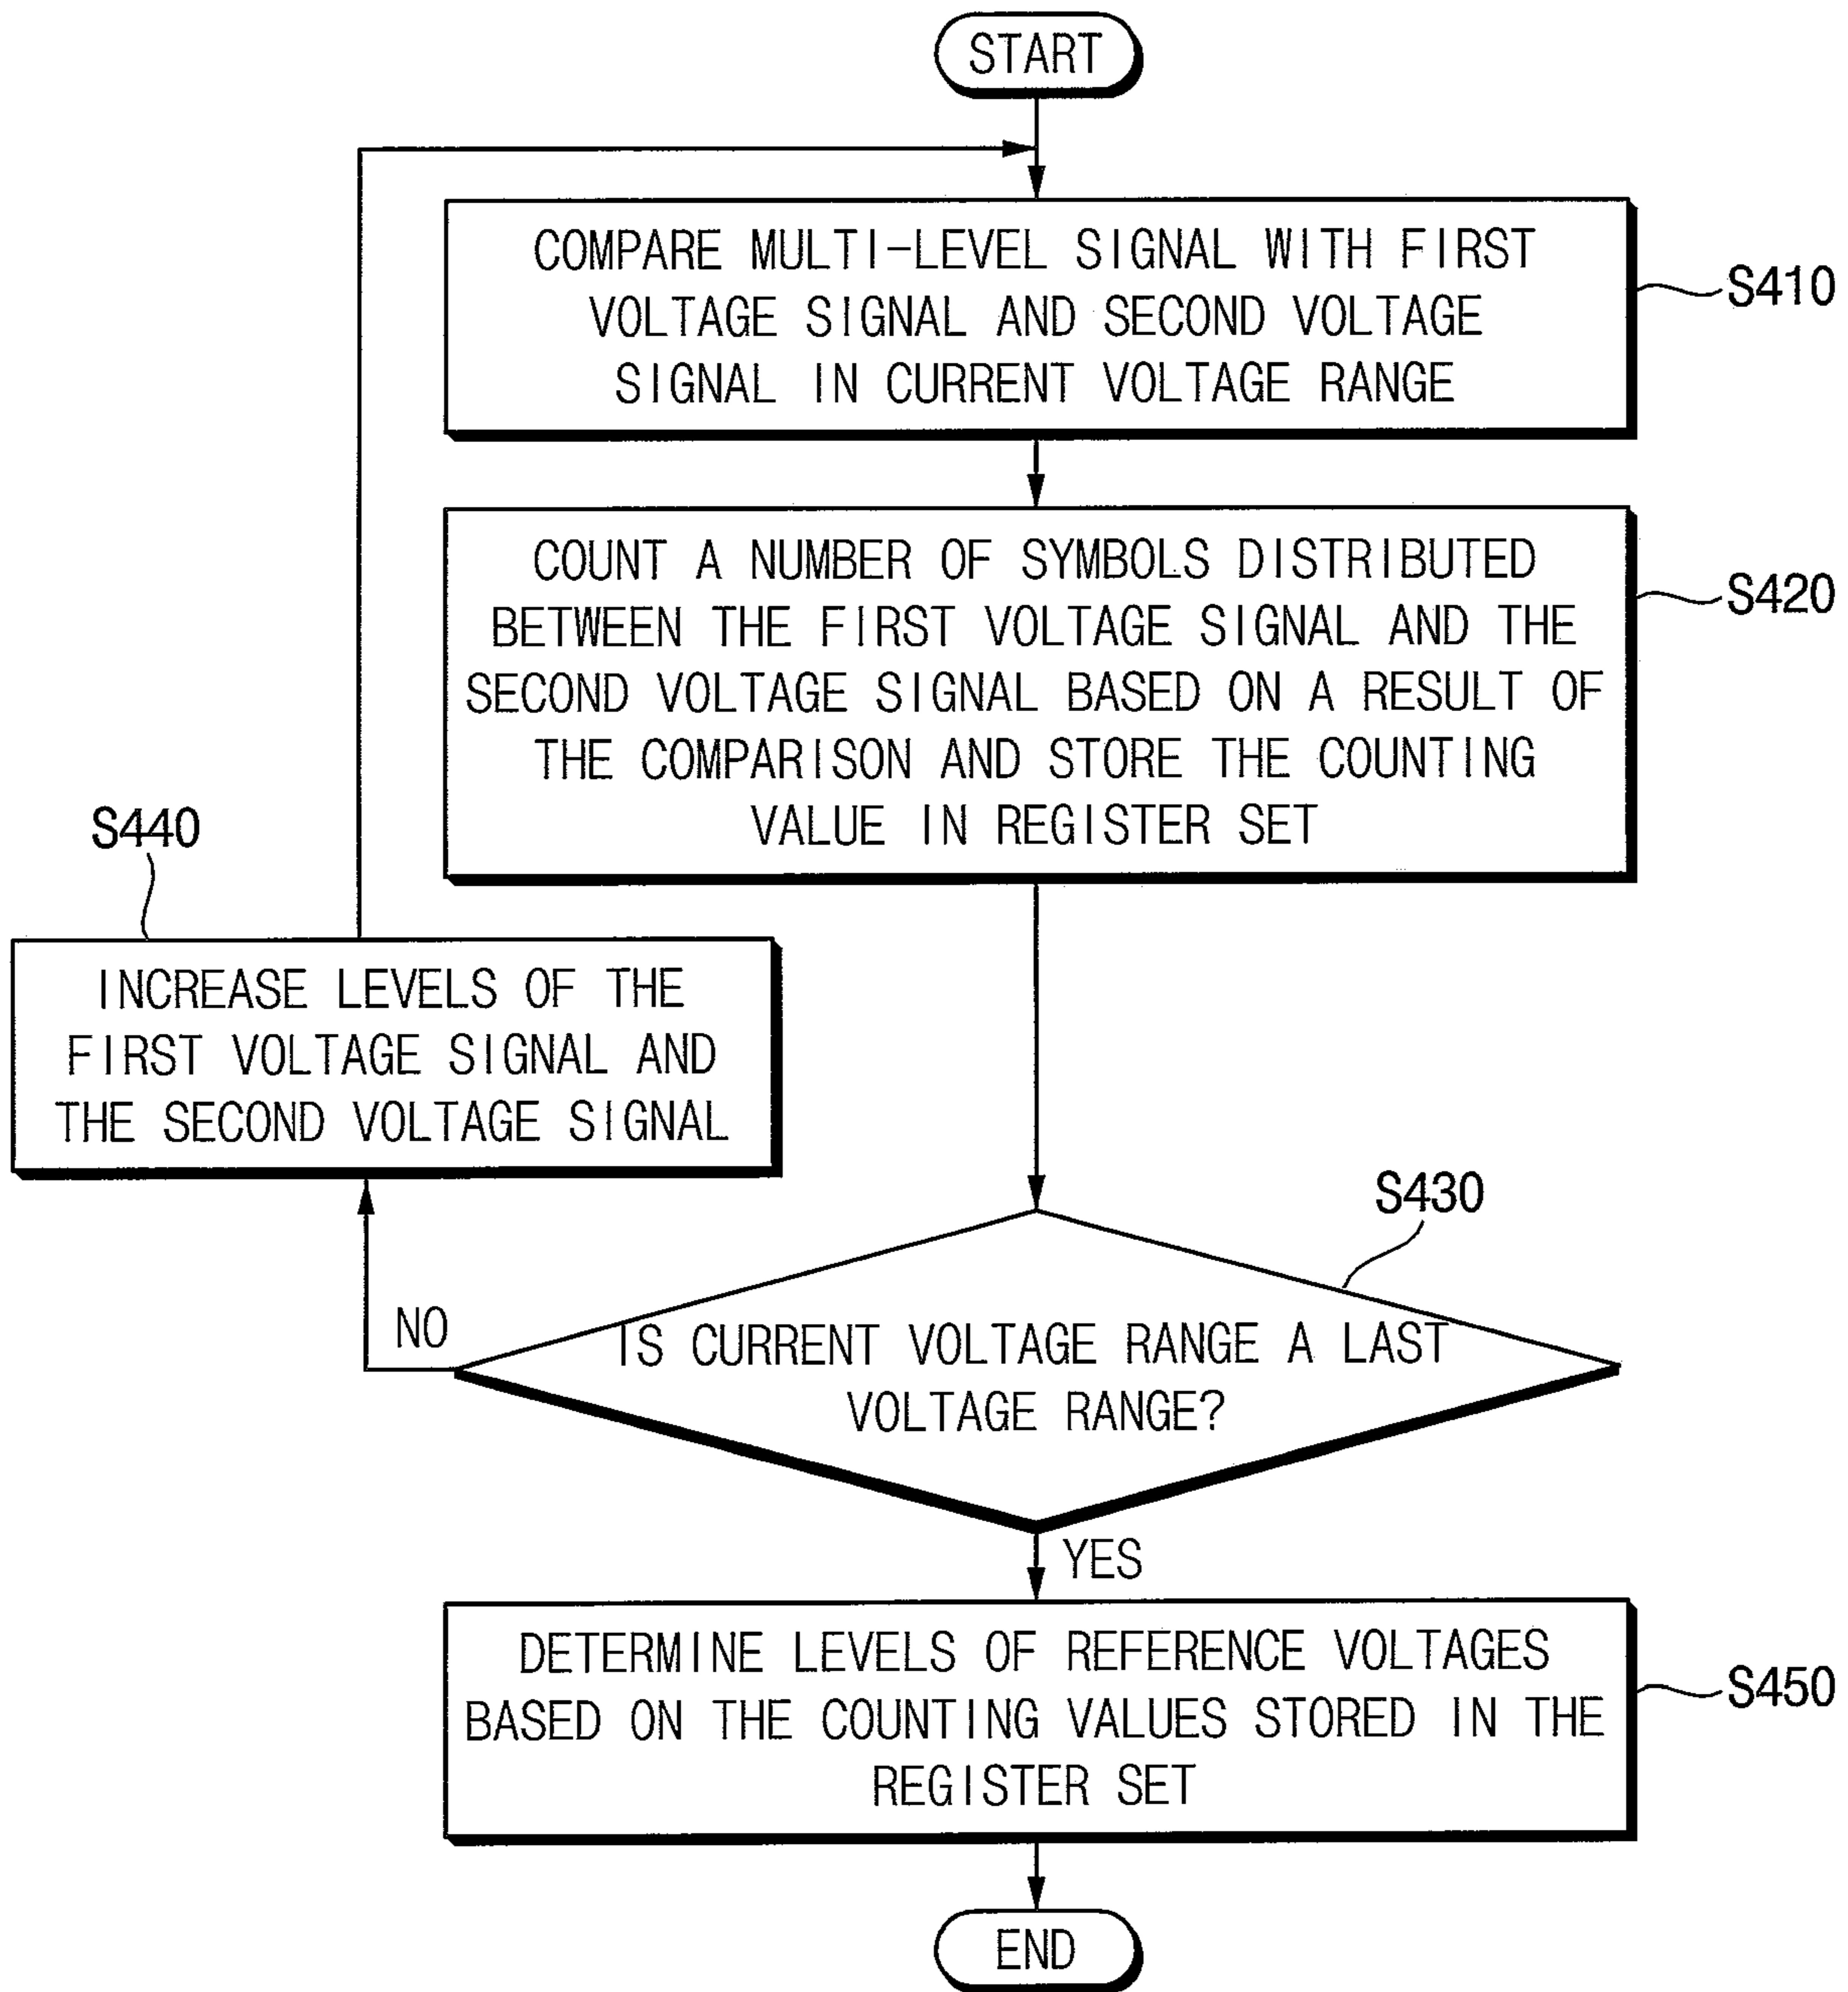 START
COMPARE MULTI-LEVEL SIGNAL WITH FIRST
VOLTAGE SIGNAL AND SECOND VOLTAGE
SIGNAL IN CURRENT VOLTAGE RANGE
S410
COUNT A NUMBER OF SYMBOLS DISTRIBUTED
BETWEEN THE FIRST VOLTAGE SIGNAL AND THE
SECOND VOLTAGE SIGNAL BASED ON A RESULT OF
THE COMPARISON AND STORE THE COUNTING
VALUE IN REGISTER SET
S420
S440
INCREASE LEVELS OF THE
FIRST VOLTAGE SIGNAL AND
THE SECOND VOLTAGE SIGNAL
S430
NO
IS CURRENT VOLTAGE RANGE A LAST
VOLTAGE RANGE?
YES
DETERMINE LEVELS OF REFERENCE VOLTAGES
BASED ON THE COUNTING VALUES STORED IN THE
REGISTER SET
S450
END